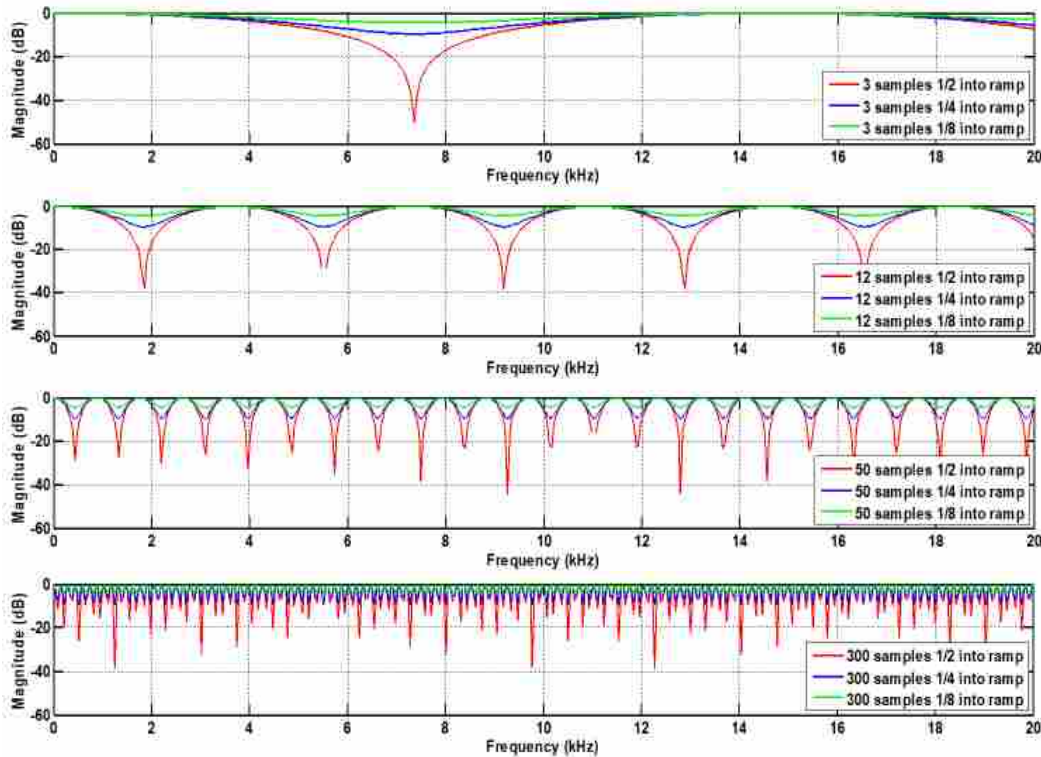 0
-20
-40
-60
Magnitude (dB)
3 samples 1/2 into ramp
3 samples 1/4 into ramp
3 samples 1/8 into ramp
0 2 4 6 8 10 12 14 16 18 20
Frequency (kHz)
0
-20
-40
-60
Magnitude (dB)
12 samples 1/2 into ramp
12 samples 1/4 into ramp
12 samples 1/8 into ramp
0 2 4 6 8 10 12 14 16 18 20
Frequency (kHz)
0
-20
-40
-60
Magnitude (dB)
50 samples 1/2 into ramp
50 samples 1/4 into ramp
50 samples 1/8 into ramp
0 2 4 6 8 10 12 14 16 18 20
Frequency (kHz)
0
-20
-40
-60
Magnitude (dB)
300 samples 1/2 into ramp
300 samples 1/4 into ramp
300 samples 1/8 into ramp
0 2 4 6 8 10 12 14 16 18 20
Frequency (kHz)